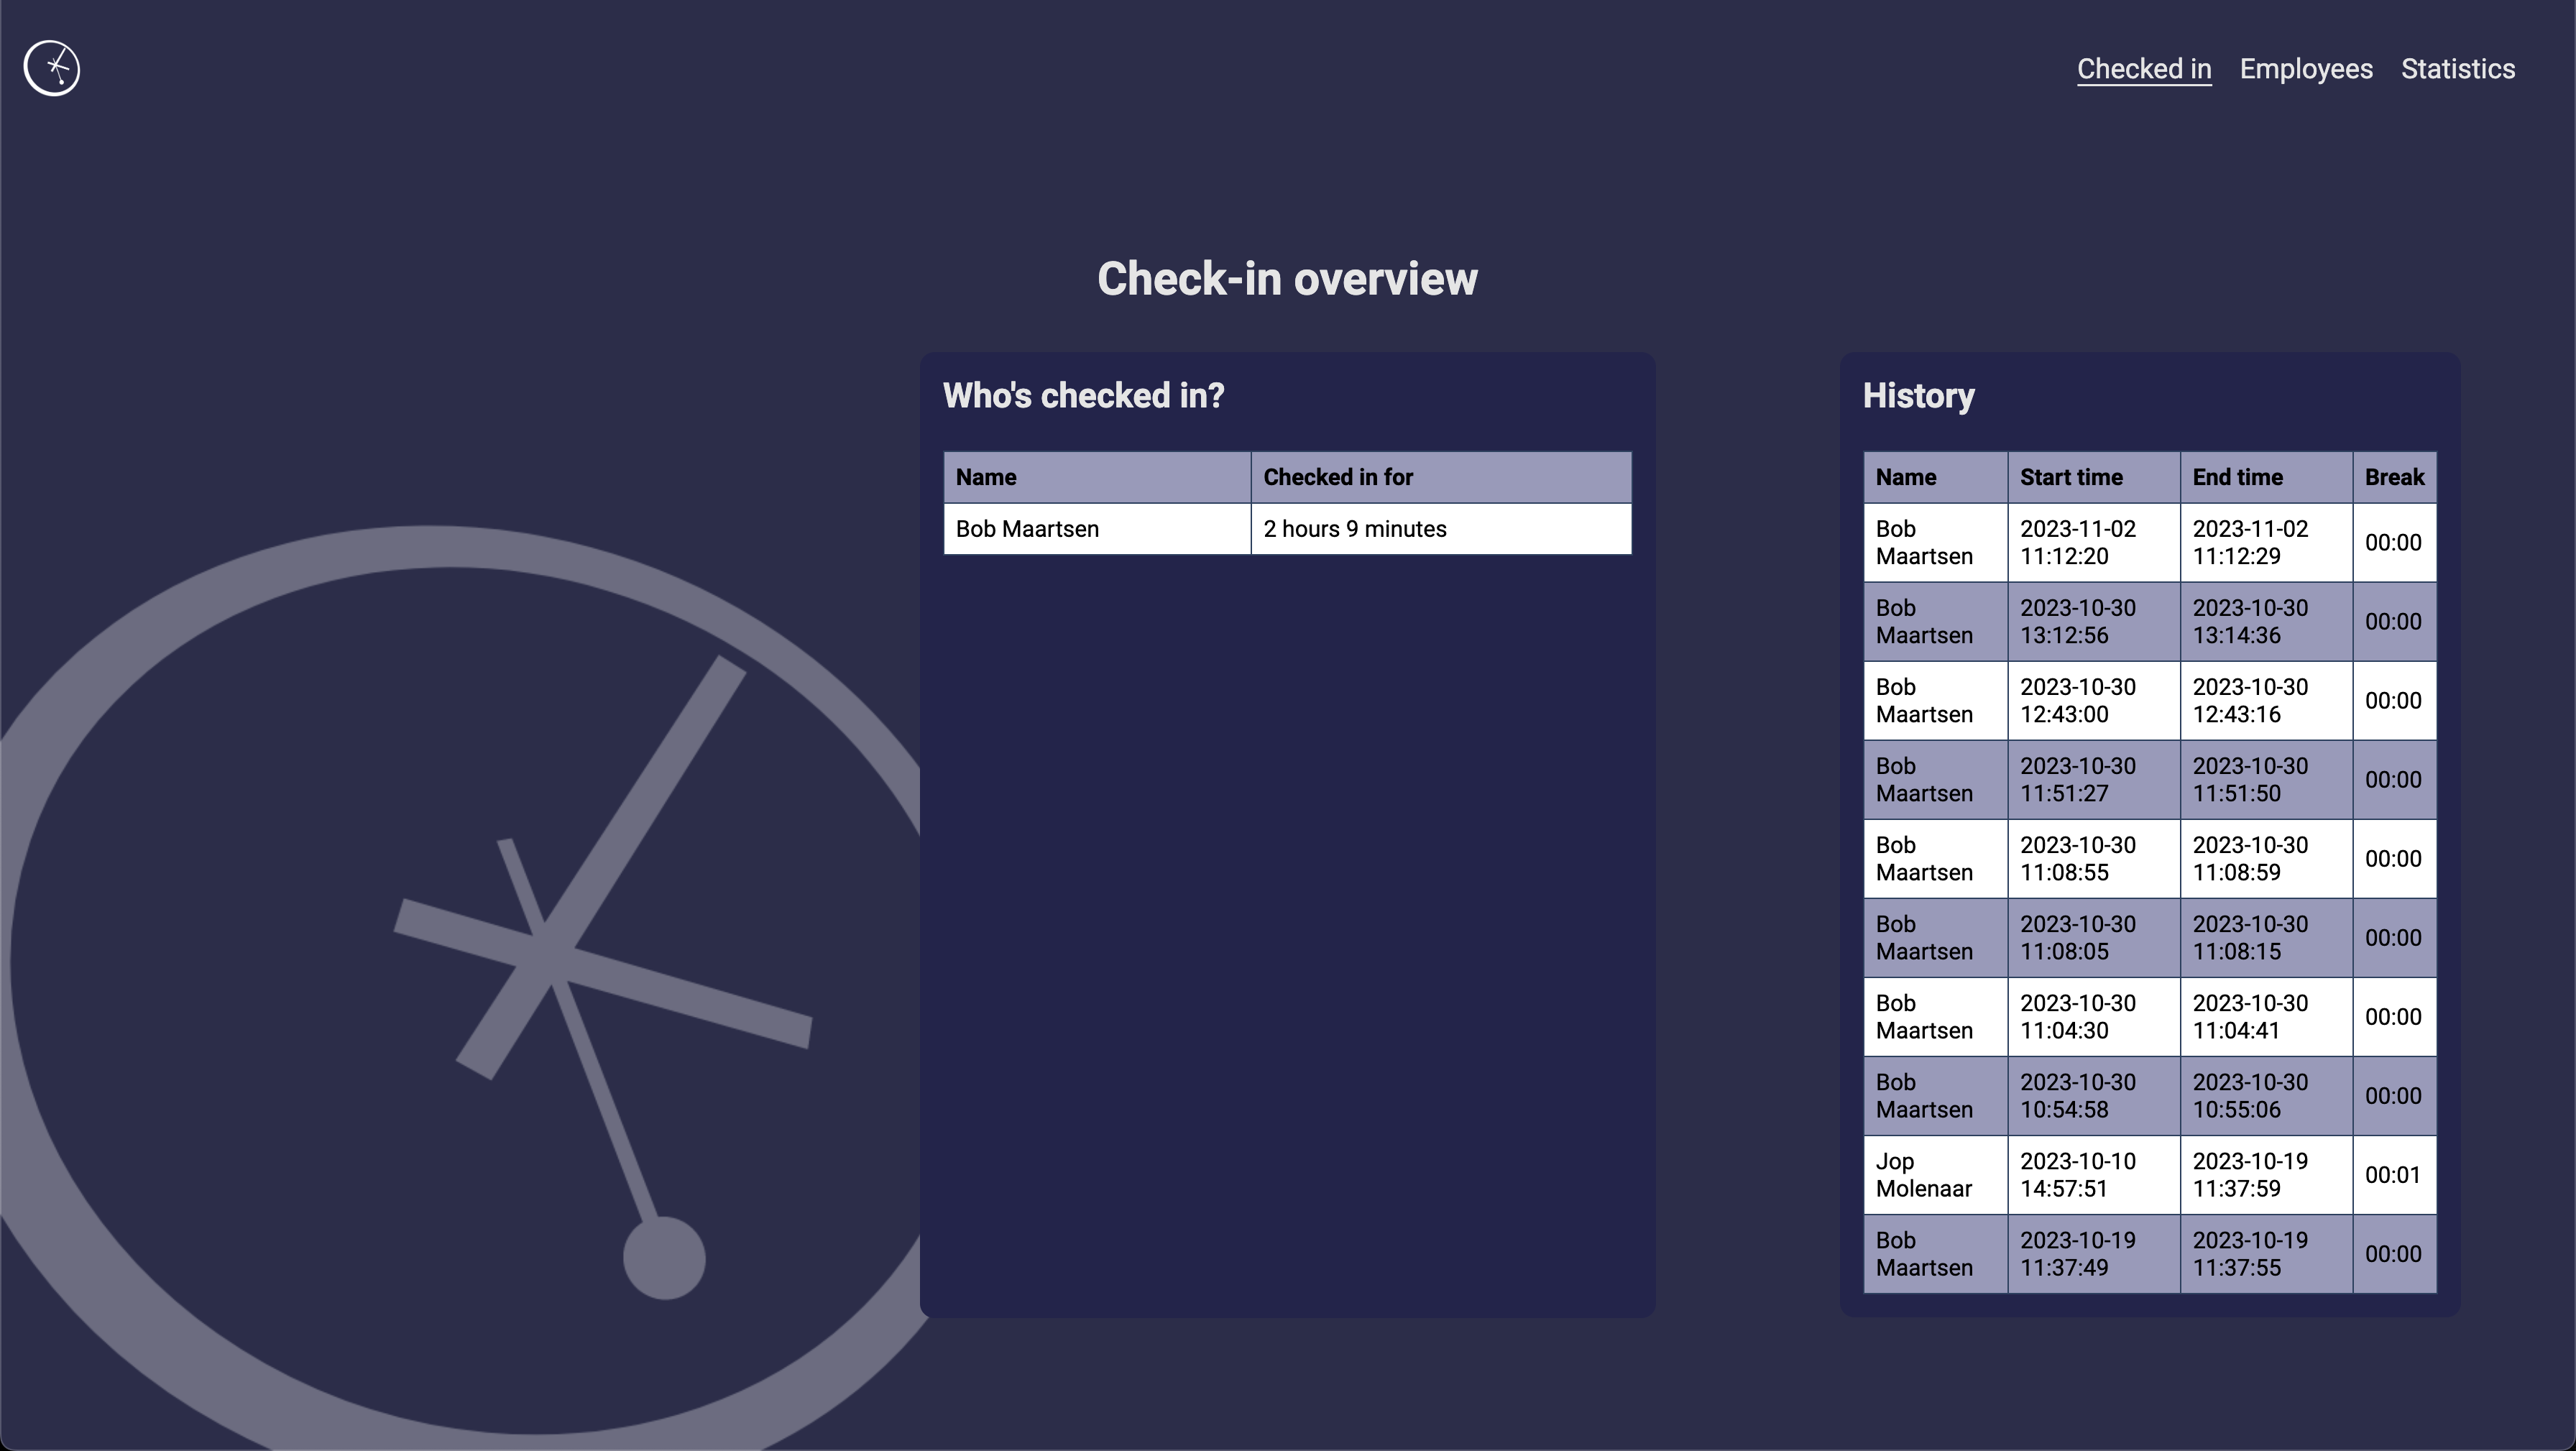 Checked in Employees Statistics
Check-in overview
Who's checked in?
Name Checked in for
Bob Maartsen 2 hours 9 minutes
History
Name Start time End time Break
Bob Maartsen 2023-11-02 11:12:20 2023-11-02 11:12:29 00:00
Bob Maartsen 2023-10-30 13:12:56 2023-10-30 13:14:36 00:00
Bob Maartsen 2023-10-30 12:43:00 2023-10-30 12:43:16 00:00
Bob Maartsen 2023-10-30 11:51:27 2023-10-30 11:51:50 00:00
Bob Maartsen 2023-10-30 11:08:55 2023-10-30 11:08:59 00:00
Bob Maartsen 2023-10-30 11:08:05 2023-10-30 11:08:15 00:00
Bob Maartsen 2023-10-30 11:04:30 2023-10-30 11:04:41 00:00
Bob Maartsen 2023-10-30 10:54:58 2023-10-30 10:55:06 00:00
Jop Molenaar 2023-10-10 14:57:51 2023-10-19 11:37:59 00:01
Bob Maartsen 2023-10-19 11:37:49 2023-10-19 11:37:55 00:00